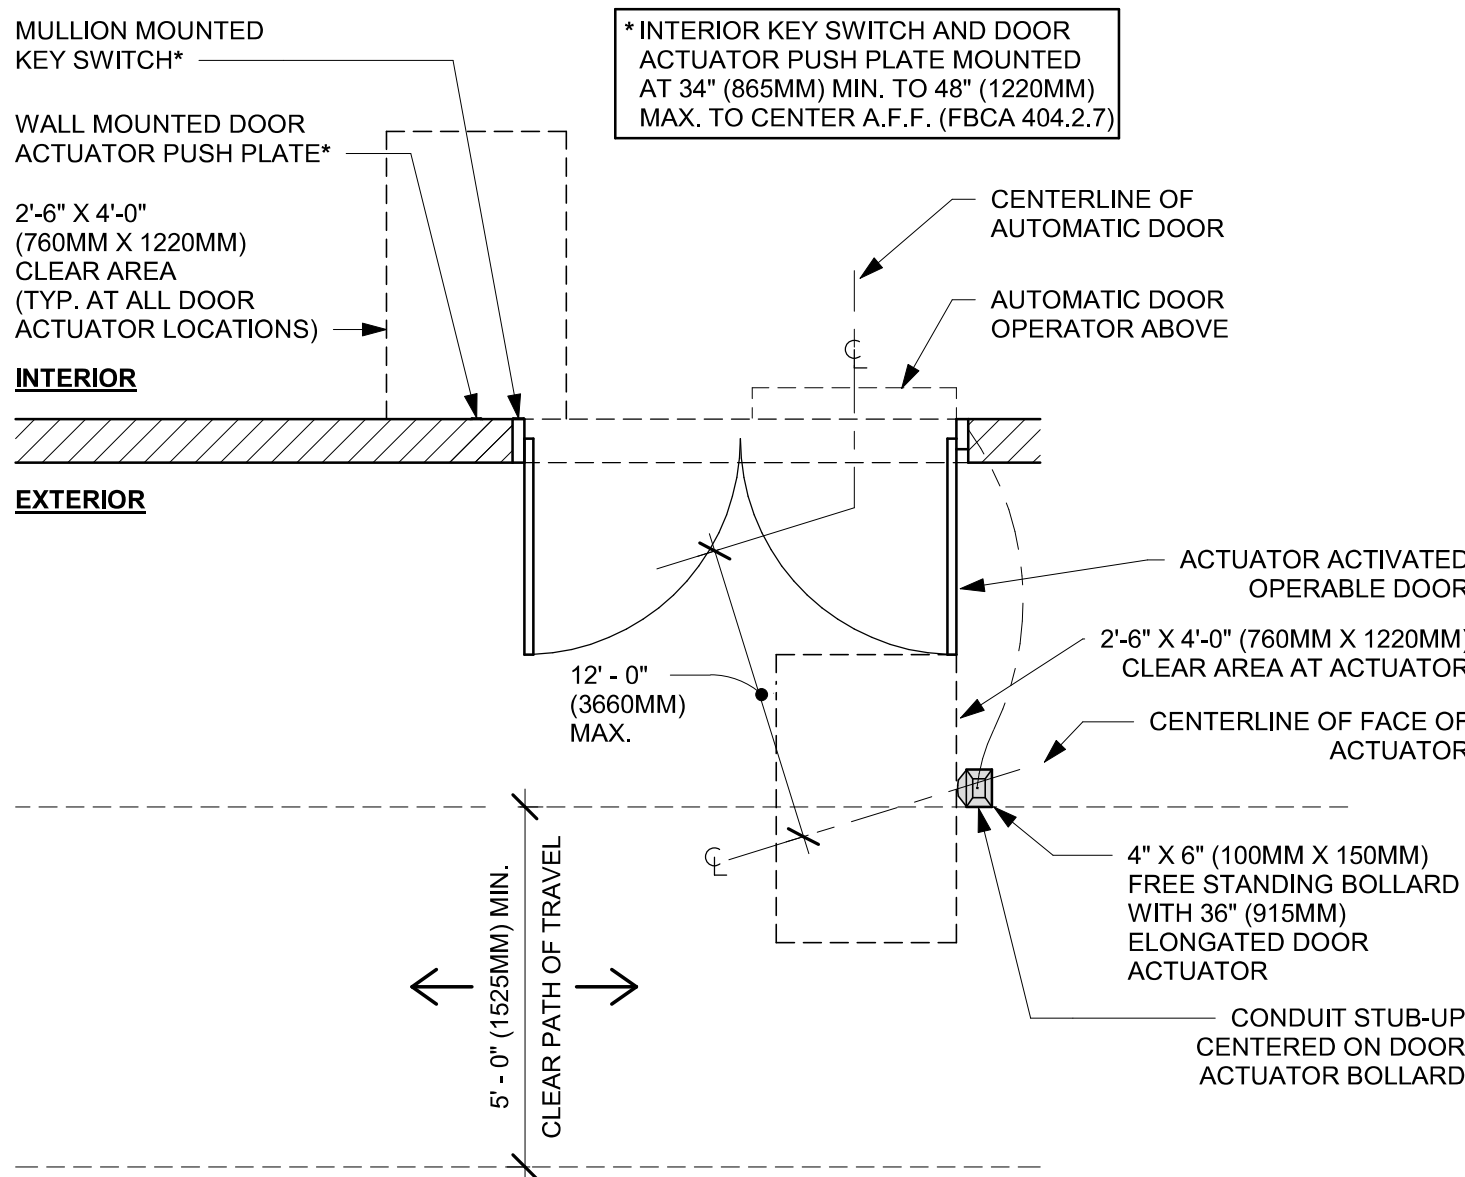 MULLION MOUNTED
KEY SWITCH*
WALL MOUNTED DOOR
ACTUATOR PUSH PLATE*
2'-6" X 4'-0"
(760MM X 1220MM)
CLEAR AREA
(TYP. AT ALL DOOR
ACTUATOR LOCATIONS)
INTERIOR
EXTERIOR
* INTERIOR KEY SWITCH AND DOOR
ACTUATOR PUSH PLATE MOUNTED
AT 34" (865MM) MIN. TO 48" (1220MM)
MAX. TO CENTER A.F.F. (FBCA 404.2.7)
CENTERLINE OF
AUTOMATIC DOOR
AUTOMATIC DOOR
OPERATOR ABOVE
℄
ACTUATOR ACTIVATED
OPERABLE DOOR
2'-6" X 4'-0" (760MM X 1220MM)
CLEAR AREA AT ACTUATOR
12' - 0"
(3660MM)
MAX.
CENTERLINE OF FACE OF
ACTUATOR
℄
4" X 6" (100MM X 150MM)
FREE STANDING BOLLARD
WITH 36" (915MM)
ELONGATED DOOR
ACTUATOR
5' - 0" (1525MM) MIN.
CLEAR PATH OF TRAVEL
CONDUIT STUB-UP
CENTERED ON DOOR
ACTUATOR BOLLARD